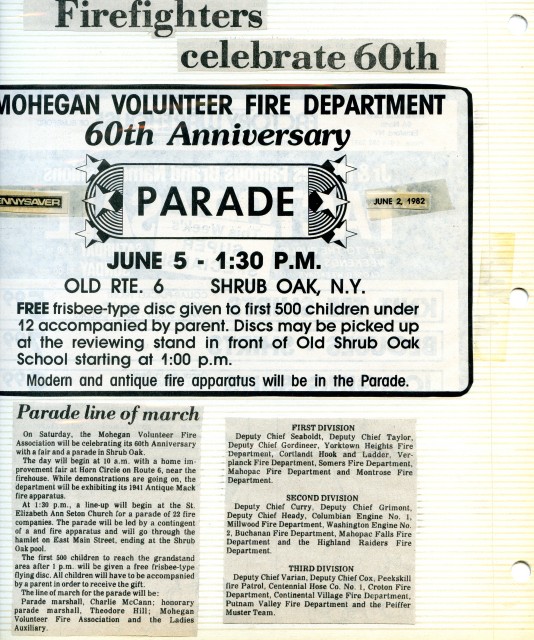 Firefighters
celebrate 60th
MOHEGAN VOLUNTEER FIRE DEPARTMENT
60th Anniversary
PARADE
ENNYSAVER
JUNE 2, 1982
JUNE 5 - 1:30 P.M.
OLD RTE. 6 SHRUB OAK, N.Y.
FREE frisbee-type disc given to first 500 children under
12 accompanied by parent. Discs may be picked up
at the reviewing stand in front of Old Shrub Oak
School starting at 1:00 p.m.
Modern and antique fire apparatus will be in the Parade.
Parade line of march
On Saturday, the Mohegan Volunteer Fire
Association will be celebrating its 60th Anniversary
with a fair and a parade in Shrub Oak.
The day will begin at 10 a.m. with a home im-
provement fair at Horn Circle on Route 6, near the
firehouse. While demonstrations are going on, the
department will be exhibiting its 1941 Antique Mack
fire apparatus.
At 1:30 p.m., a line-up will begin at the St.
Elizabeth Ann Seton Church for a parade of 22 fire
companies. The parade will be led by a contingent
of a and fire apparatus and will go through the
hamlet on East Main Street, ending at the Shrub
Oak pool.
The first 500 children to reach the grandstand
area after 1 p.m. will be given a free frisbee-type
flying disc. All children will have to be accompanied
by a parent in order to receive the gift.
The line of march for the parade will be:
Parade marshall, Charlie McCann; honorary
parade marshall, Theodore Hill; Mohegan
Volunteer Fire Association and the Ladies
Auxiliary.
FIRST DIVISION
Deputy Chief Seaboldt, Deputy Chief Taylor,
Deputy Chief Gordineer, Yorktown Heights Fire
Department, Cortlandt Hook and Ladder, Ver-
planck Fire Department, Somers Fire Department,
Mahopac Fire Department and Montrose Fire
Department.
SECOND DIVISION
Deputy Chief Curry, Deputy Chief Grimont,
Deputy Chief Heady, Columbian Engine No. 1,
Millwood Fire Department, Washington Engine No.
2, Buchanan Fire Department, Mahopac Falls Fire
Department and the Highland Raiders Fire
Department.
THIRD DIVISION
Deputy Chief Varian, Deputy Chief Cox, Peekskill
fire Patrol, Centennial Hose Co. No. 1, Croton Fire
Department, Continental Village Fire Department,
Putnam Valley Fire Department and the Peiffer
Muster Team.